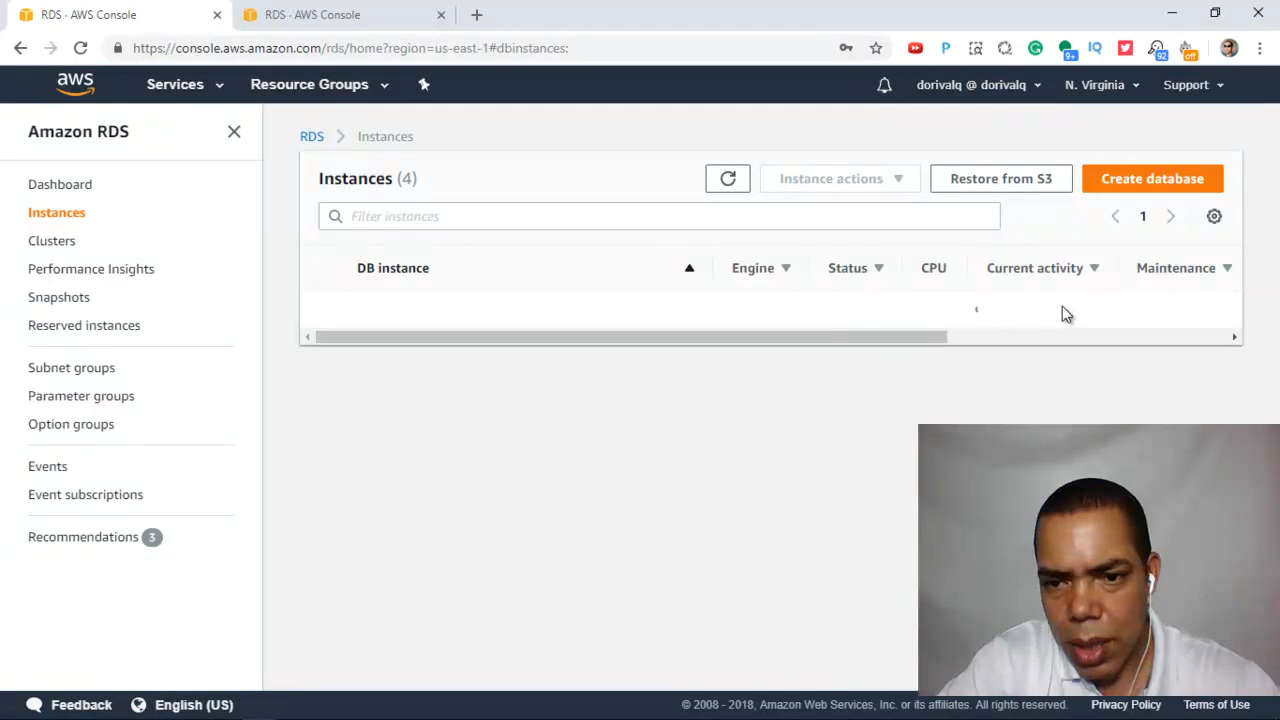 RDS · AWS Console
RDS · AWS Console
https://console.aws.amazon.com/rds/home?region=us-east-1#dbinstances:
P
IQ
9+
92
off
aws
Services
Resource Groups
dorivalq @ dorivalq
N. Virginia
Support
Amazon RDS
Dashboard
Instances
Clusters
Performance Insights
Snapshots
Reserved instances
Subnet groups
Parameter groups
Option groups
Events
Event subscriptions
Recommendations 3
RDS
Instances
Instances (4)
Instance actions
Restore from S3
Create database
Filter instances
1
DB instance
Engine
Status
CPU
Current activity
Maintenance
Feedback
English (US)
© 2008 - 2018, Amazon Web Services, Inc. or its affiliates. All rights reserved.
Privacy Policy
Terms of Use